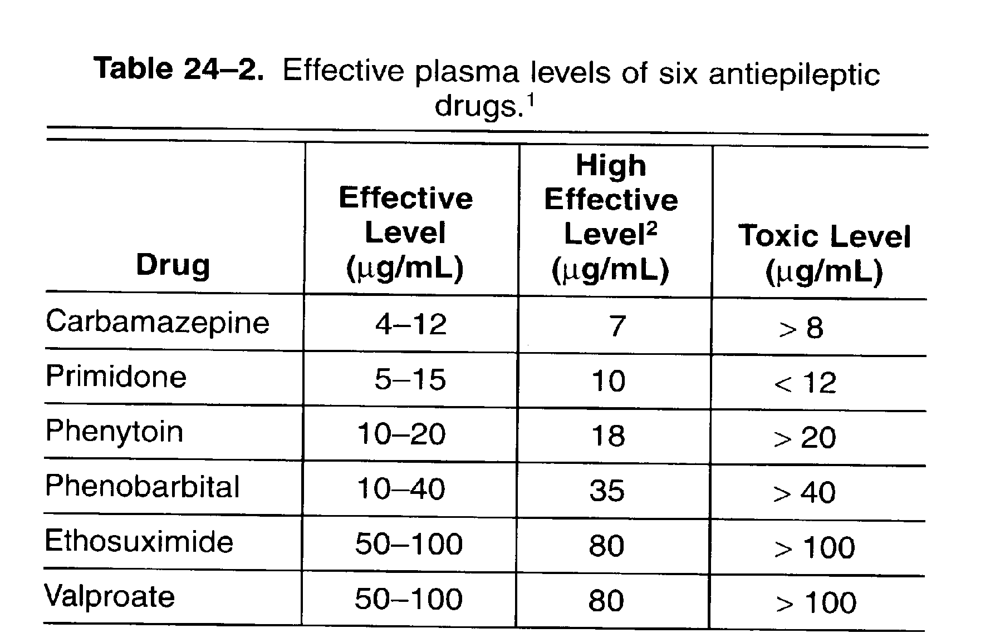 Table 24–2. Effective plasma levels of six antiepileptic
drugs.¹
Drug Effective Level (μg/mL) High Effective Level² (μg/mL) Toxic Level (μg/mL)
Carbamazepine 4–12 7 > 8
Primidone 5–15 10 < 12
Phenytoin 10–20 18 > 20
Phenobarbital 10–40 35 > 40
Ethosuximide 50–100 80 > 100
Valproate 50–100 80 > 100